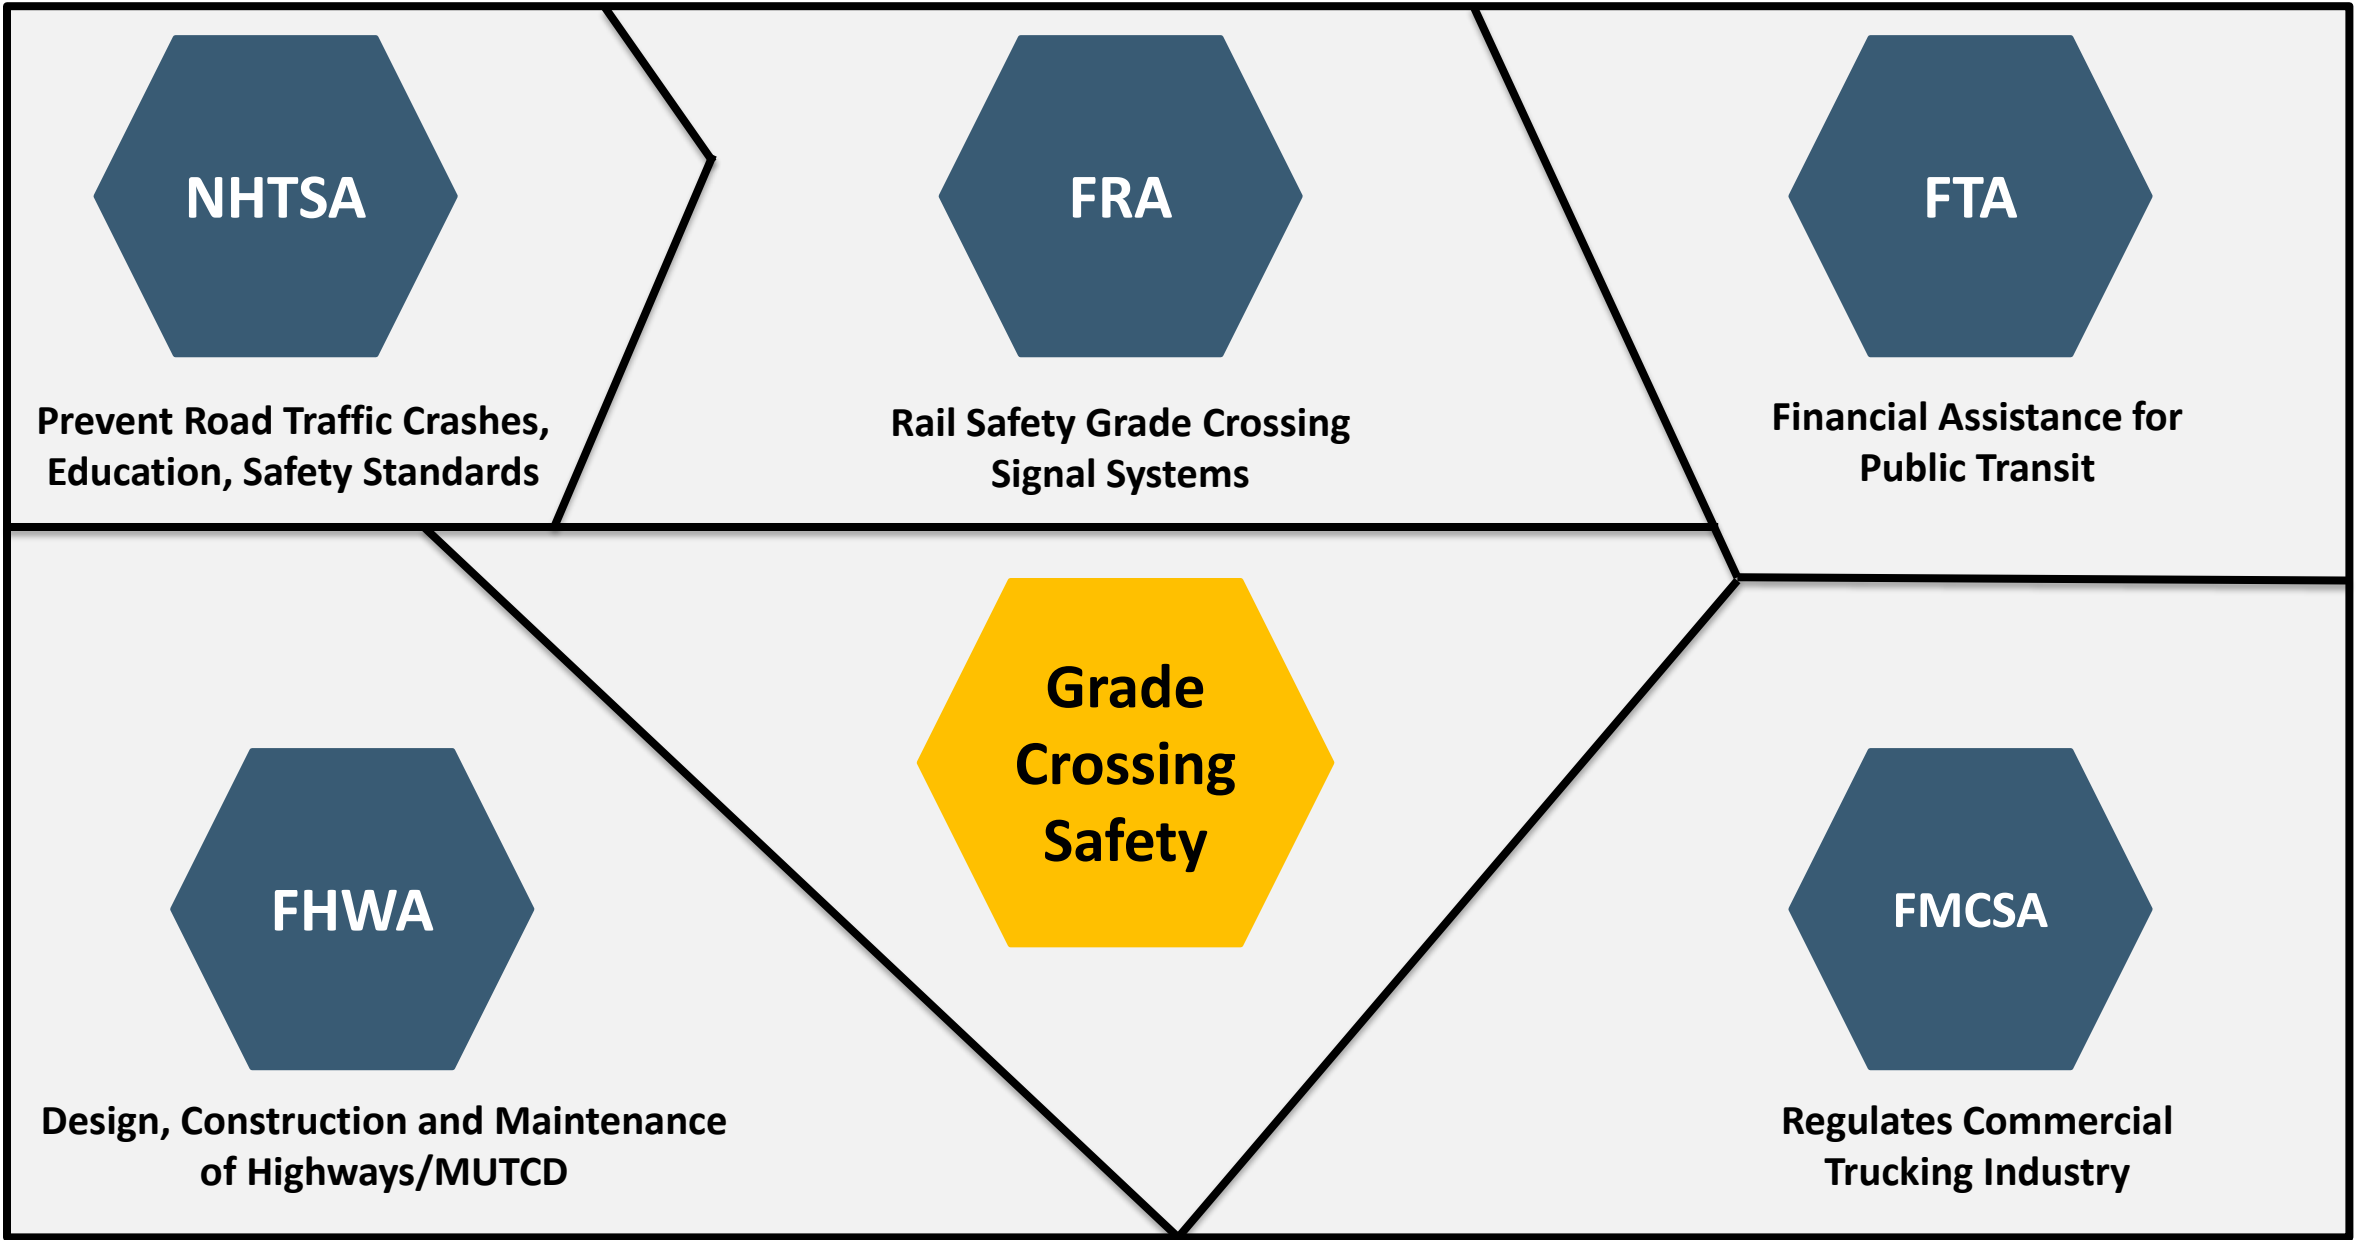 NHTSA
Prevent Road Traffic Crashes,
Education, Safety Standards
FRA
Rail Safety Grade Crossing
Signal Systems
FTA
Financial Assistance for
Public Transit
Grade
Crossing
Safety
FHWA
Design, Construction and Maintenance
of Highways/MUTCD
FMCSA
Regulates Commercial
Trucking Industry